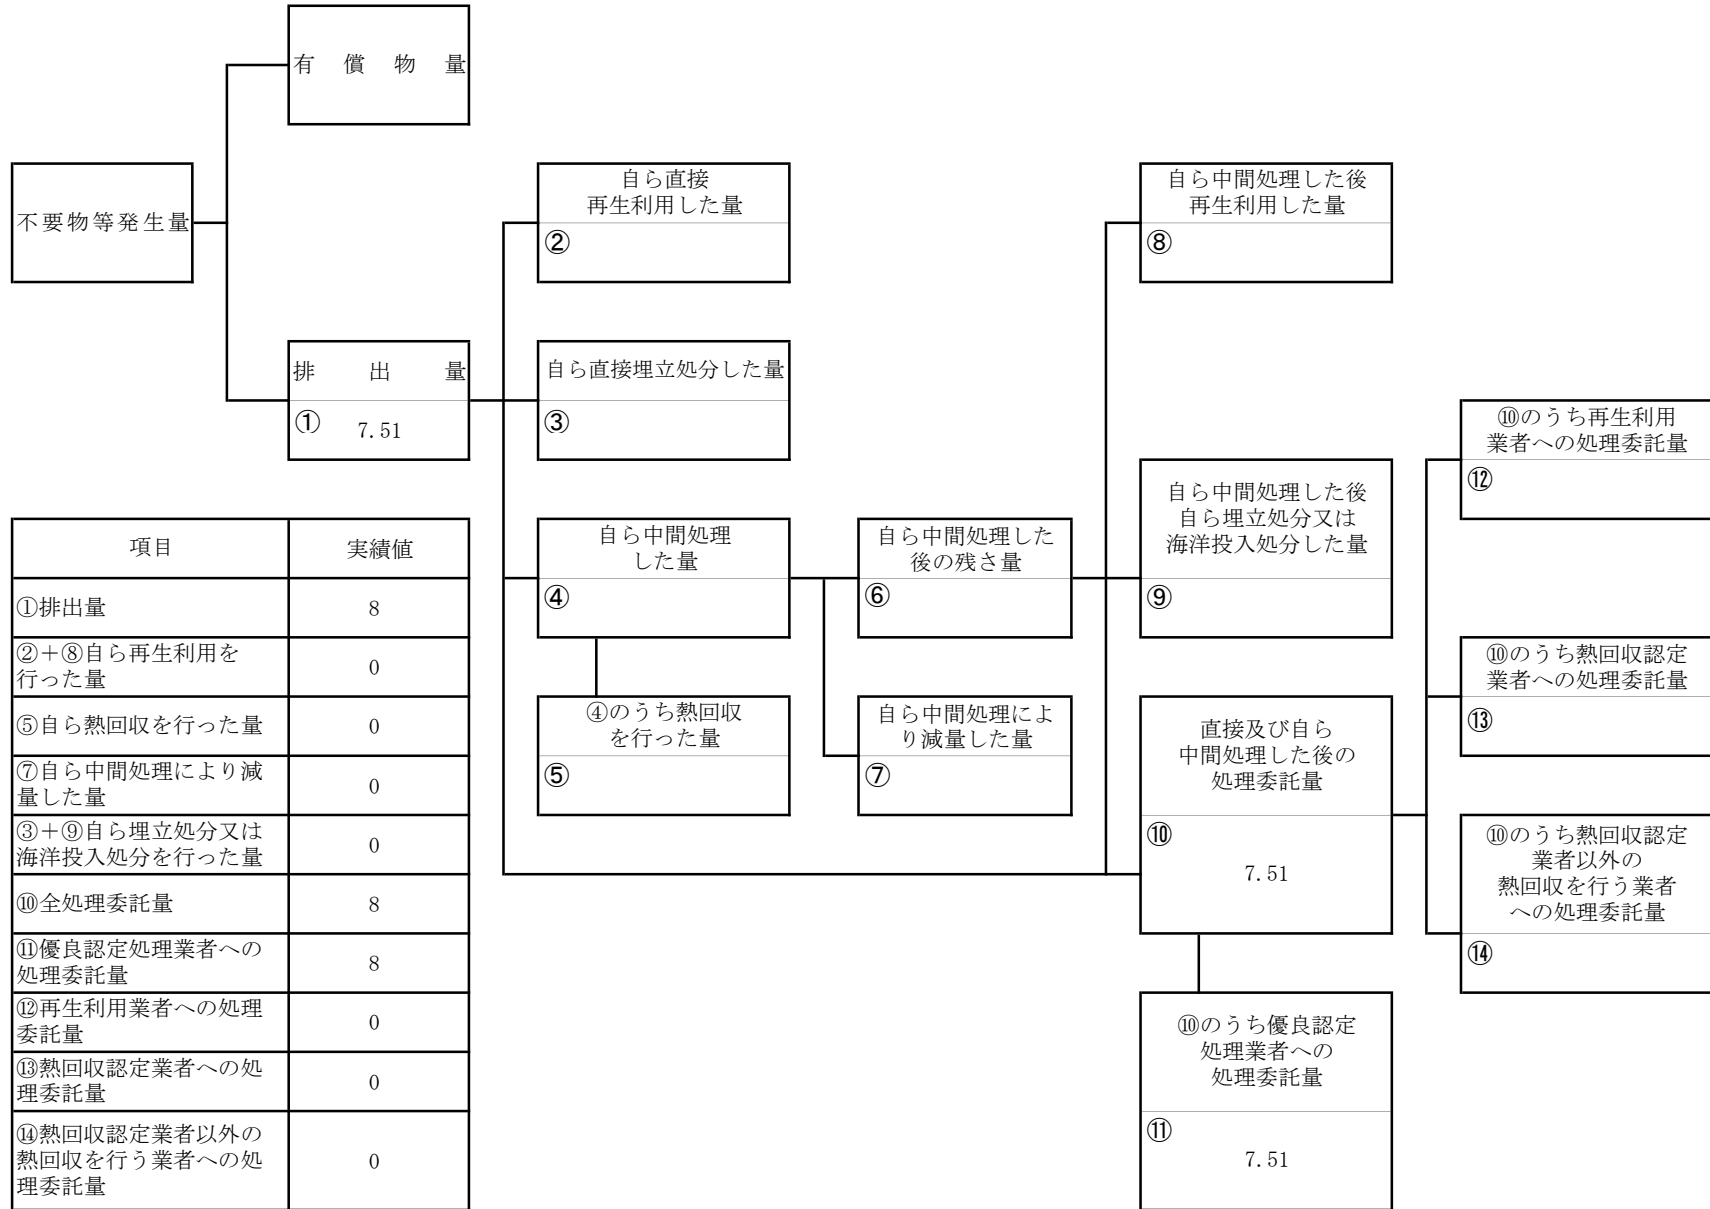 有償物量
不要物等発生量
排出量
①
7.51
自ら直接
再生利用した量
②
自ら直接埋立処分した量
③
自ら中間処理
した量
④
④のうち熱回収
を行った量
⑤
自ら中間処理した
後の残さ量
⑥
自ら中間処理によ
り減量した量
⑦
自ら中間処理した後
再生利用した量
⑧
自ら中間処理した後
自ら埋立処分又は
海洋投入処分した量
⑨
直接及び自ら
中間処理した後の
処理委託量
⑩
7.51
⑩のうち優良認定
処理業者への
処理委託量
⑪
7.51
⑩のうち再生利用
業者への処理委託量
⑫
⑩のうち熱回収認定
業者への処理委託量
⑬
⑩のうち熱回収認定
業者以外の
熱回収を行う業者
への処理委託量
⑭
項目 実績値
①排出量 8
②+⑧自ら再生利用を
行った量 0
⑤自ら熱回収を行った量 0
⑦自ら中間処理により減
量した量 0
③+⑨自ら埋立処分又は
海洋投入処分を行った量 0
⑩全処理委託量 8
⑪優良認定処理業者への
処理委託量 8
⑫再生利用業者への処理
委託量 0
⑬熱回収認定業者への処
理委託量 0
⑭熱回収認定業者以外の
熱回収を行う業者への処
理委託量 0